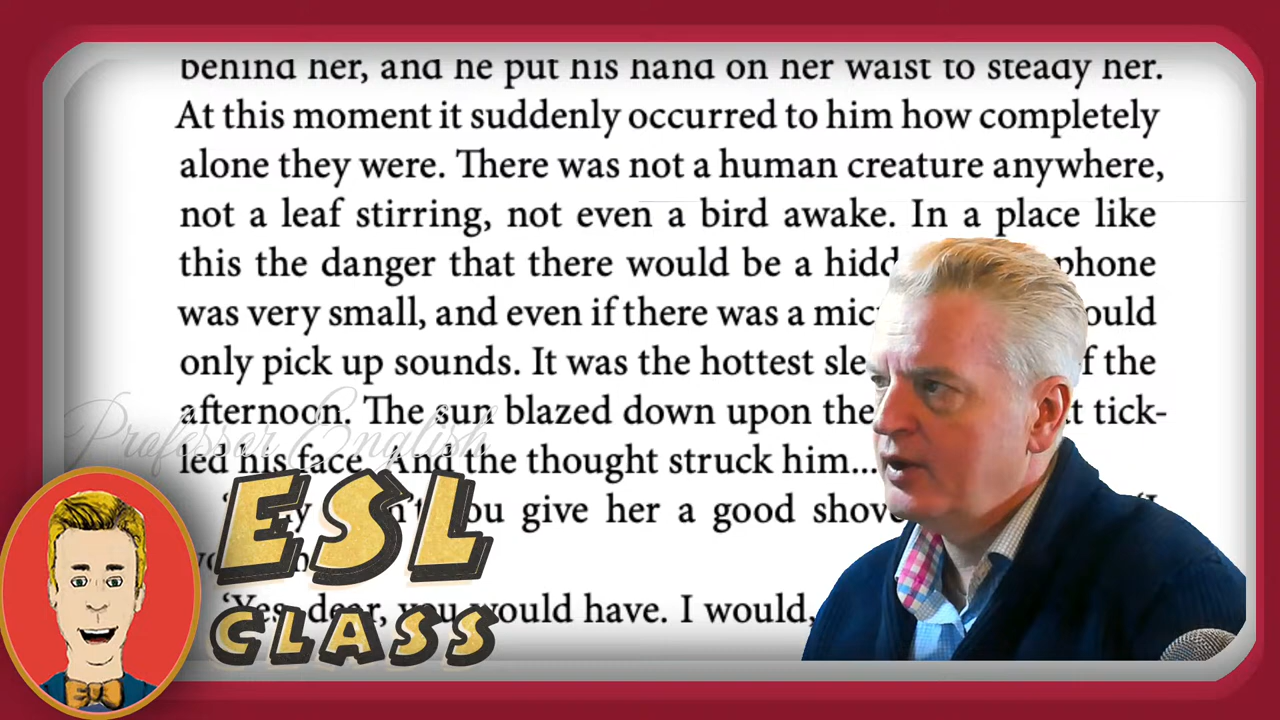 behind her, and he put his hand on her waist to steady her.
At this moment it suddenly occurred to him how completely
alone they were. There was not a human creature anywhere,
not a leaf stirring, not even a bird awake. In a place like
this the danger that there would be a hidd phone
was very small, and even if there was a mic ould
only pick up sounds. It was the hottest sle f the
afternoon. The sun blazed down upon the at tick-
led his face. And the thought struck him...
you give her a good shove "I
'Yes, dear, you would have. I would,
Professor English
ESL
CLASS